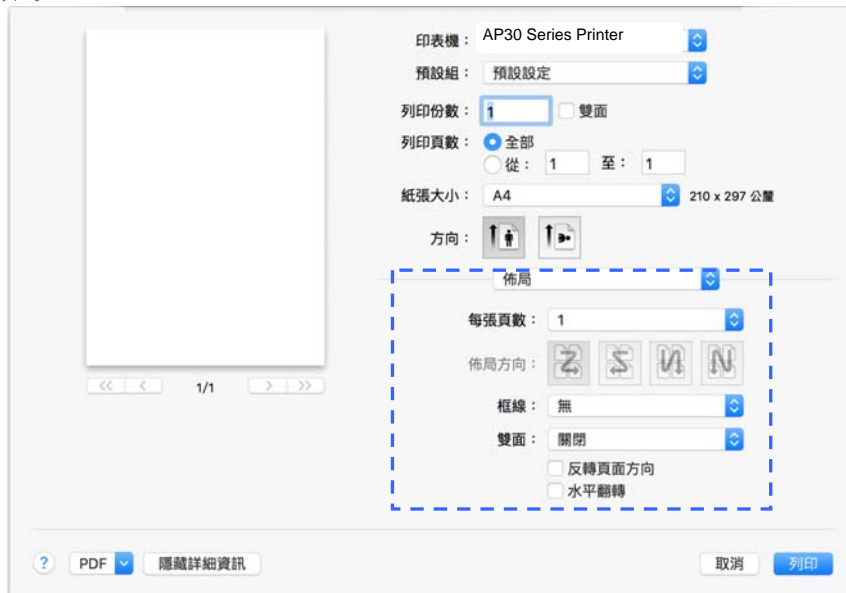 印表機： AP30 Series Printer
預設組： 預設設定
列印份數： 1 雙面
列印頁數： 全部
從： 1 至： 1
紙張大小： A4 210 x 297 公釐
方向：
佈局
每張頁數： 1
佈局方向：
<< < 1/1 > >>
框線： 無
雙面： 關閉
反轉頁面方向
水平翻轉
? PDF 隱藏詳細資訊 取消 列印